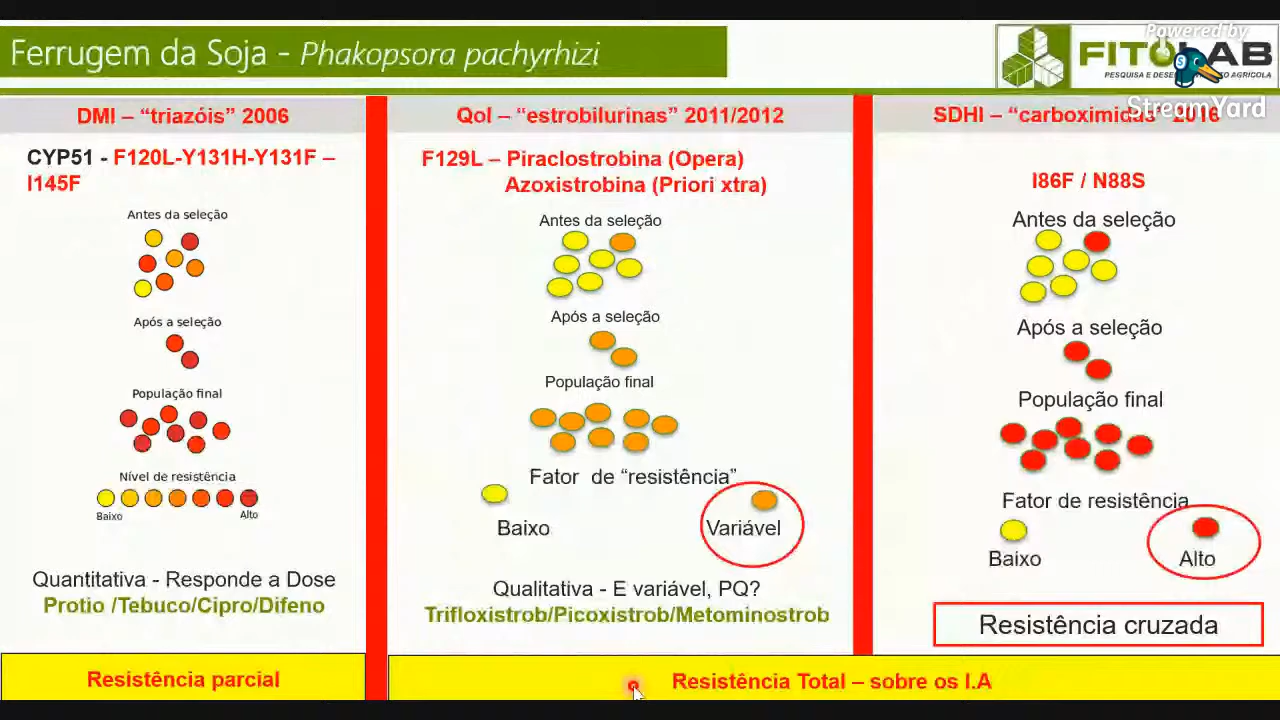 Ferrugem da Soja - Phakopsora pachyrhizi
Powered by
StreamYard
FITOLAB
PESQUISA E DESE
AGRICOLA
DMI – “triazóis” 2006
CYP51 - F120L-Y131H-Y131F –
I145F
Antes da seleção
Após a seleção
População final
Nível de resistência
Baixo
Alto
Quantitativa - Responde a Dose
Protio /Tebuco/Cipro/Difeno
Resistência parcial
QoI – “estrobilurinas” 2011/2012
F129L – Piraclostrobina (Opera)
Azoxistrobina (Priori xtra)
Antes da seleção
Após a seleção
População final
Fator de “resistência”
Baixo
Variável
Qualitativa - E variável, PQ?
Trifloxistrob/Picoxistrob/Metominostrob
SDHI – “carboximidas” 2016
I86F / N88S
Antes da seleção
Após a seleção
População final
Fator de resistência
Baixo
Alto
Resistência cruzada
Resistência Total – sobre os I.A